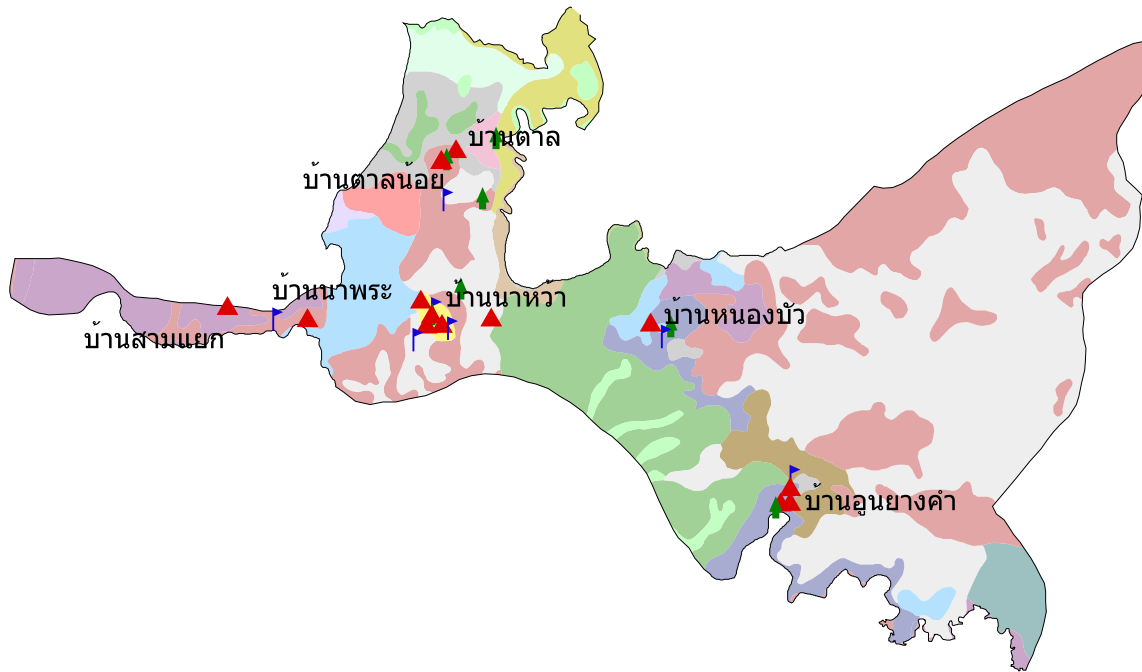 บ้านตาล
บ้านตาลน้อย
บ้านนาพระ
บ้านนาหว้า
บ้านหนองบัว
บ้านสามแยก
บ้านอูนยางคำ